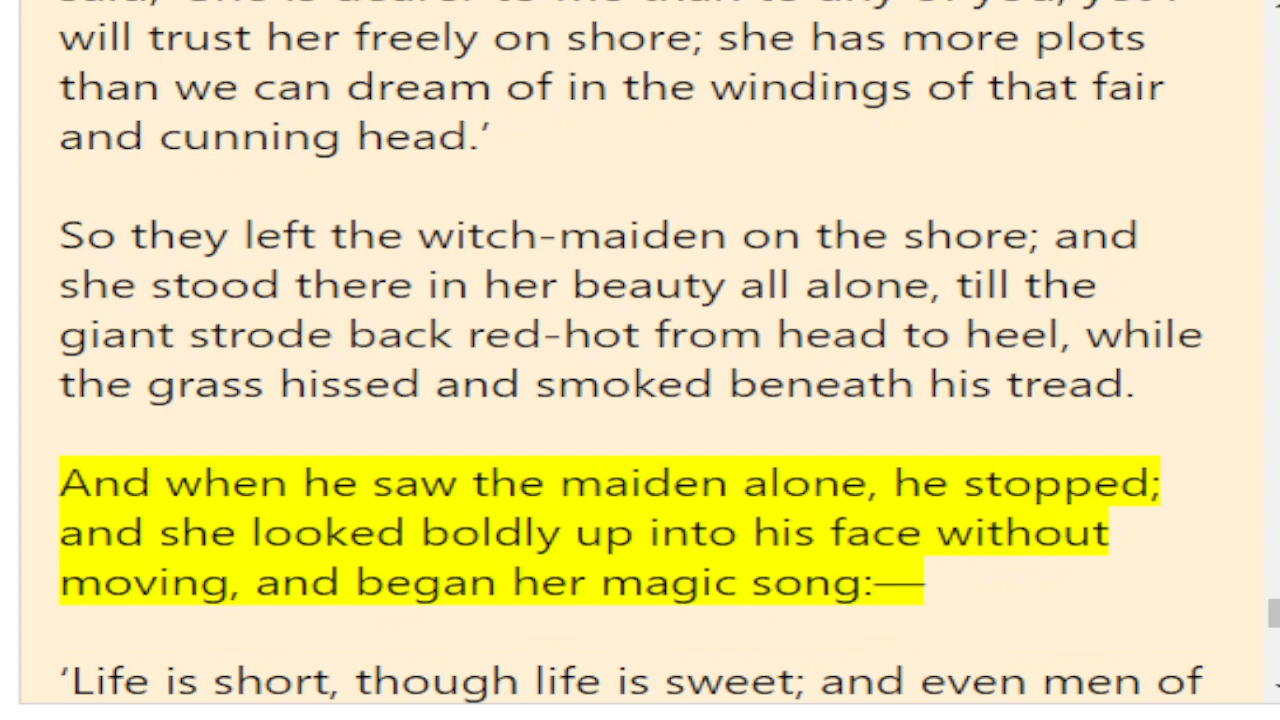 will trust her freely on shore; she has more plots
than we can dream of in the windings of that fair
and cunning head.’
So they left the witch-maiden on the shore; and
she stood there in her beauty all alone, till the
giant strode back red-hot from head to heel, while
the grass hissed and smoked beneath his tread.
And when he saw the maiden alone, he stopped;
and she looked boldly up into his face without
moving, and began her magic song:—
‘Life is short, though life is sweet; and even men of